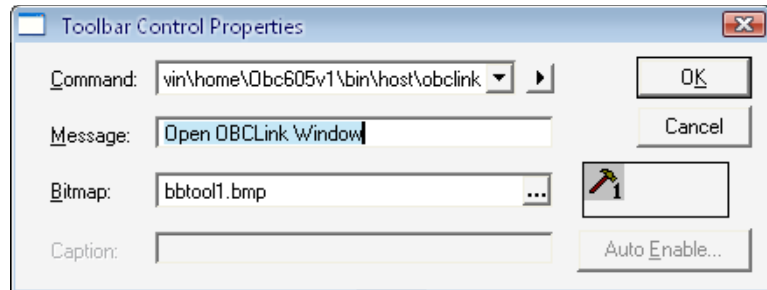 Toolbar Control Properties
Command: vin\home\Obc605v1\bin\host\obclink OK
Message: Open OBCLink Window Cancel
Bitmap: bbtool1.bmp ... 1
Caption: Auto Enable...